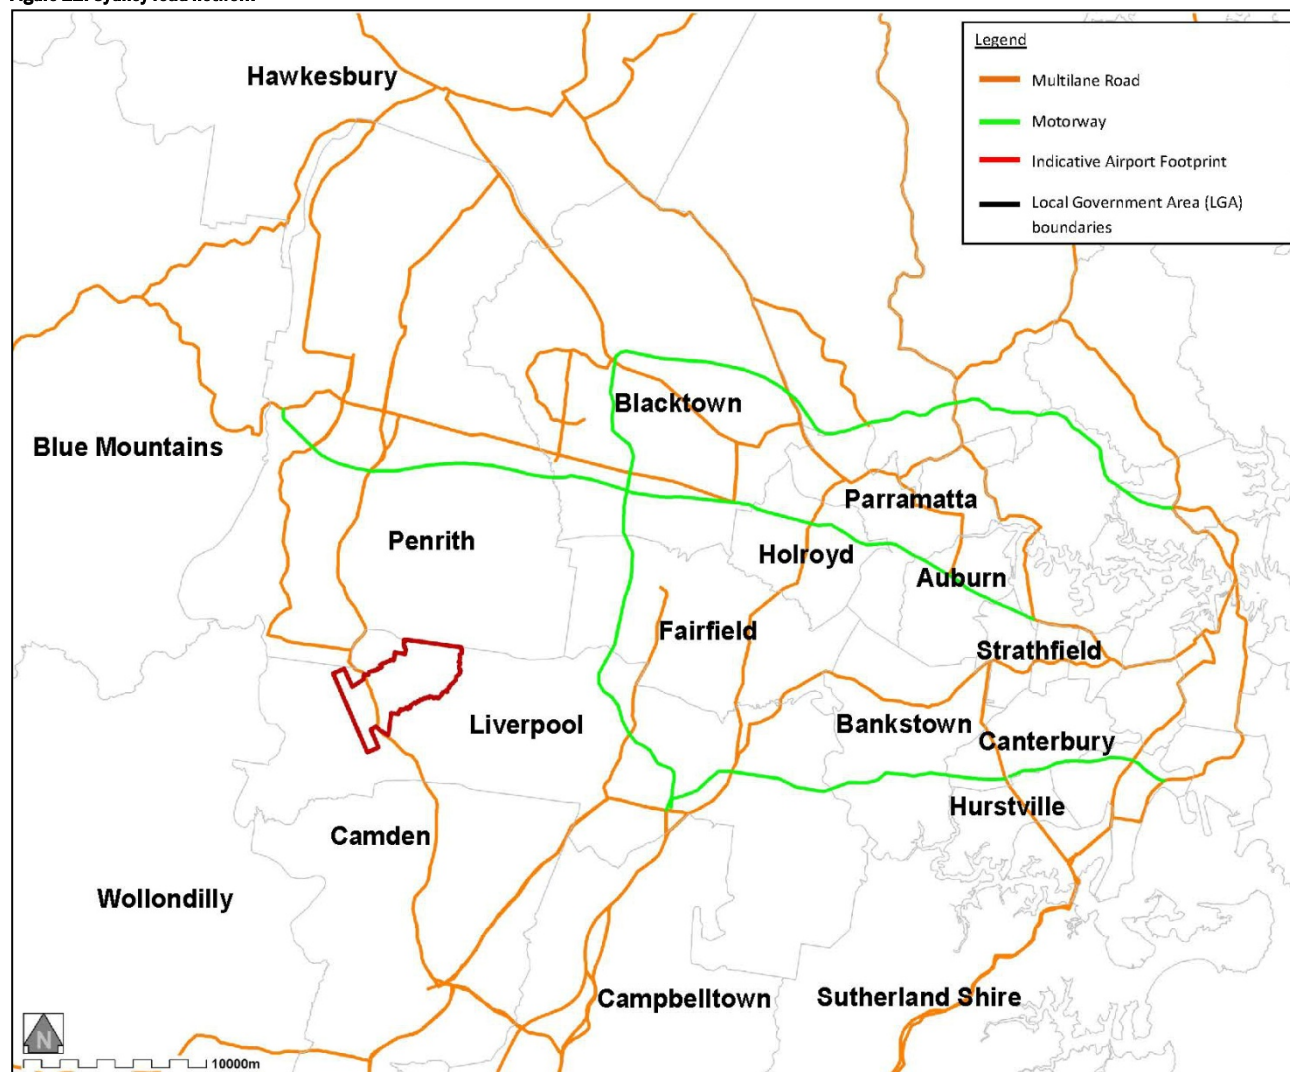 Legend
Multilane Road
Motorway
Indicative Airport Footprint
Local Government Area (LGA)
boundaries
Hawkesbury
Blacktown
Blue Mountains
Parramatta
Penrith
Holroyd
Auburn
Fairfield
Strathfield
Liverpool
Bankstown
Canterbury
Hurstville
Camden
Wollondilly
Campbelltown
Sutherland Shire
N
10000m